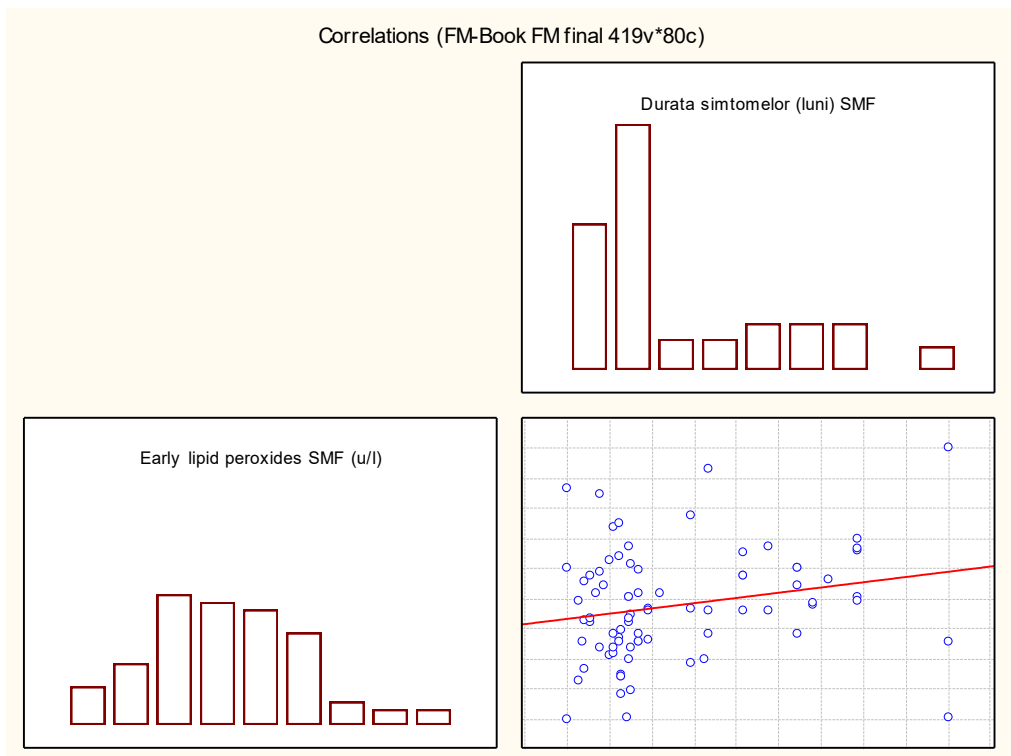 Correlations (FM-Book FM final 419v*80c)
Durata simtomelor (luni) SMF
Early lipid peroxides SMF (u/l)